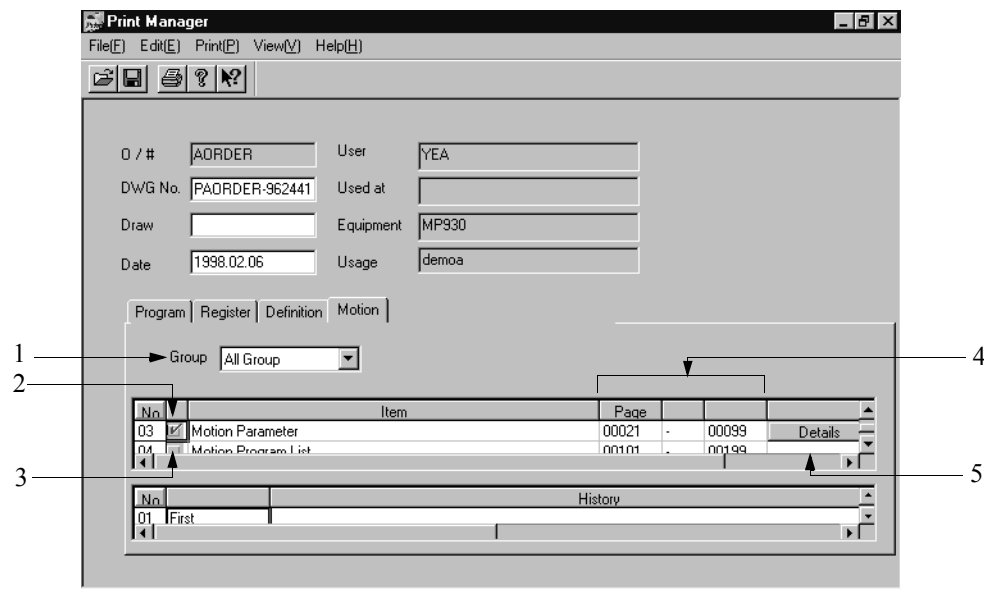 Print Manager
File(F) Edit(E) Print(P) View(V) Help(H)
O / # AORDER User YEA
DWG No. PAORDER-962441 Used at
Draw Equipment MP930
Date 1998.02.06 Usage demoa
Program Register Definition Motion
1 Group All Group 4
2
No Item Page
03 Motion Parameter 00021 - 00099 Details
04 Motion Program List 00101 - 00199
3 5
No History
01 First